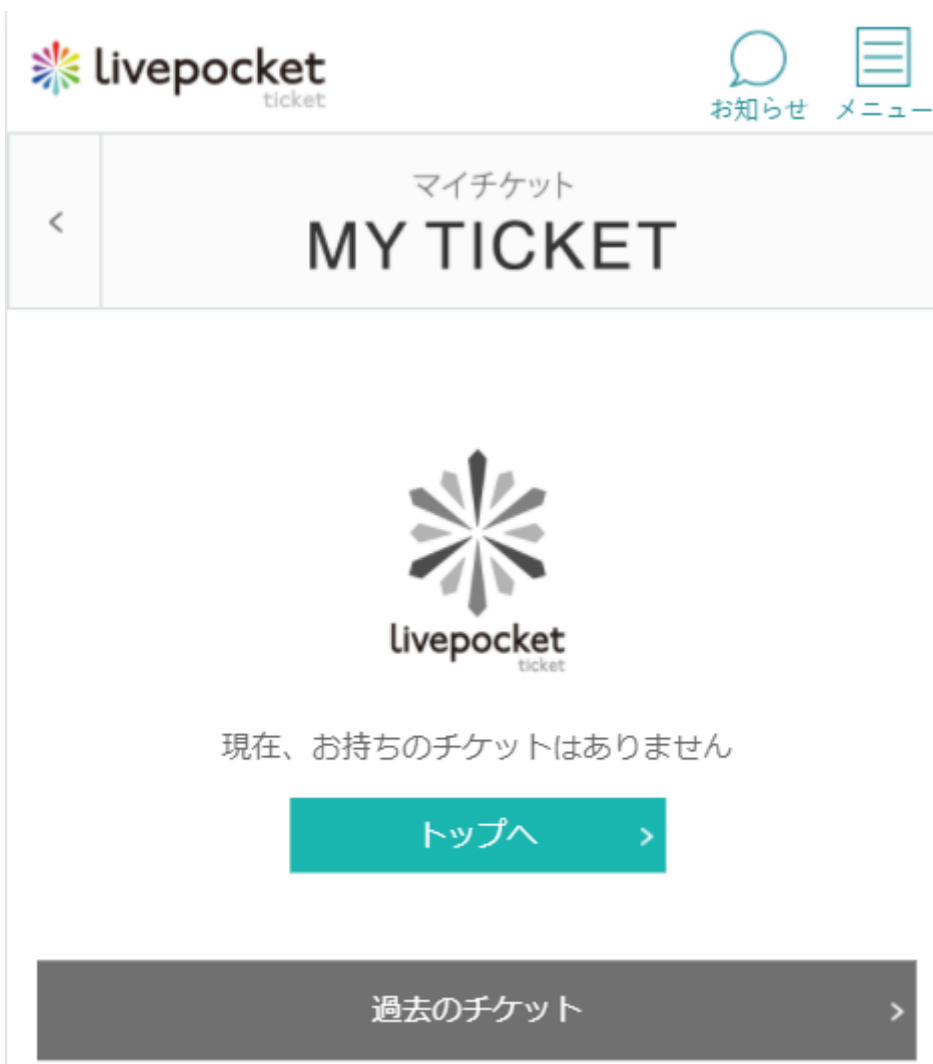 livepocket
ticket
お知らせ
メニュー
マイチケット
MY TICKET
livepocket
ticket
現在、お持ちのチケットはありません
トップへ
過去のチケット